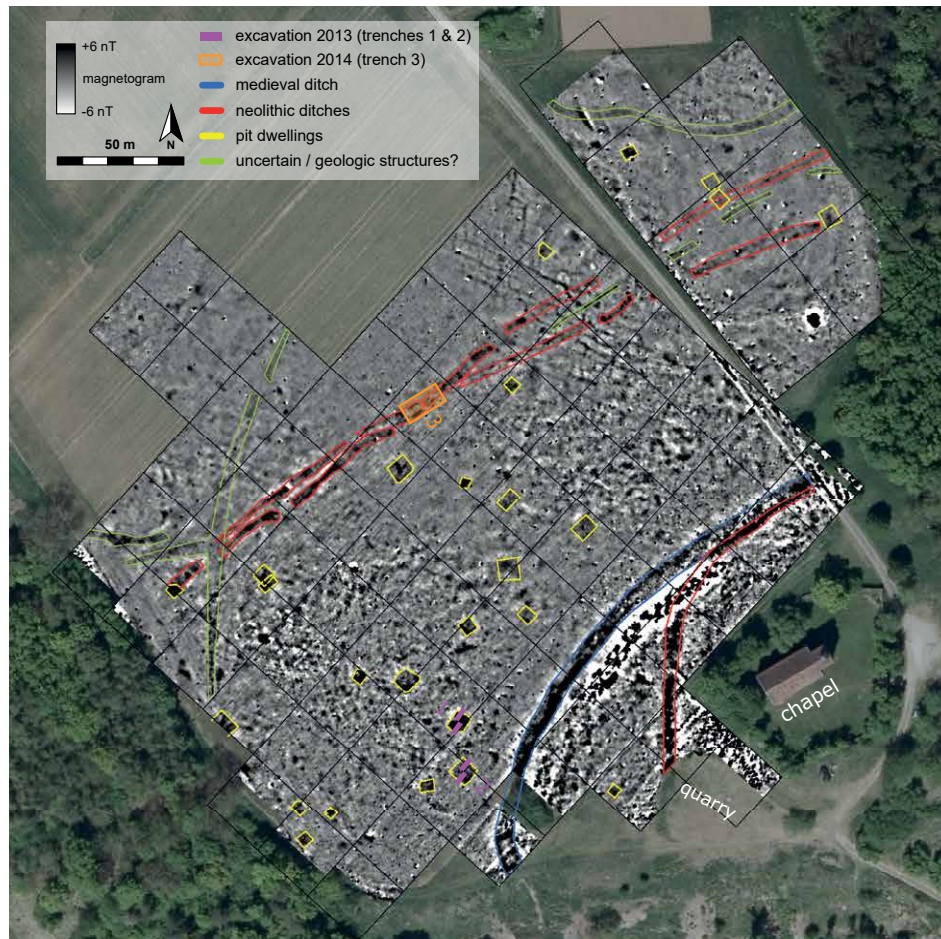 +6 nT
magnetogram
-6 nT
N
50 m
excavation 2013 (trenches 1 & 2)
excavation 2014 (trench 3)
medieval ditch
neolithic ditches
pit dwellings
uncertain / geologic structures?
3
chapel
quarry